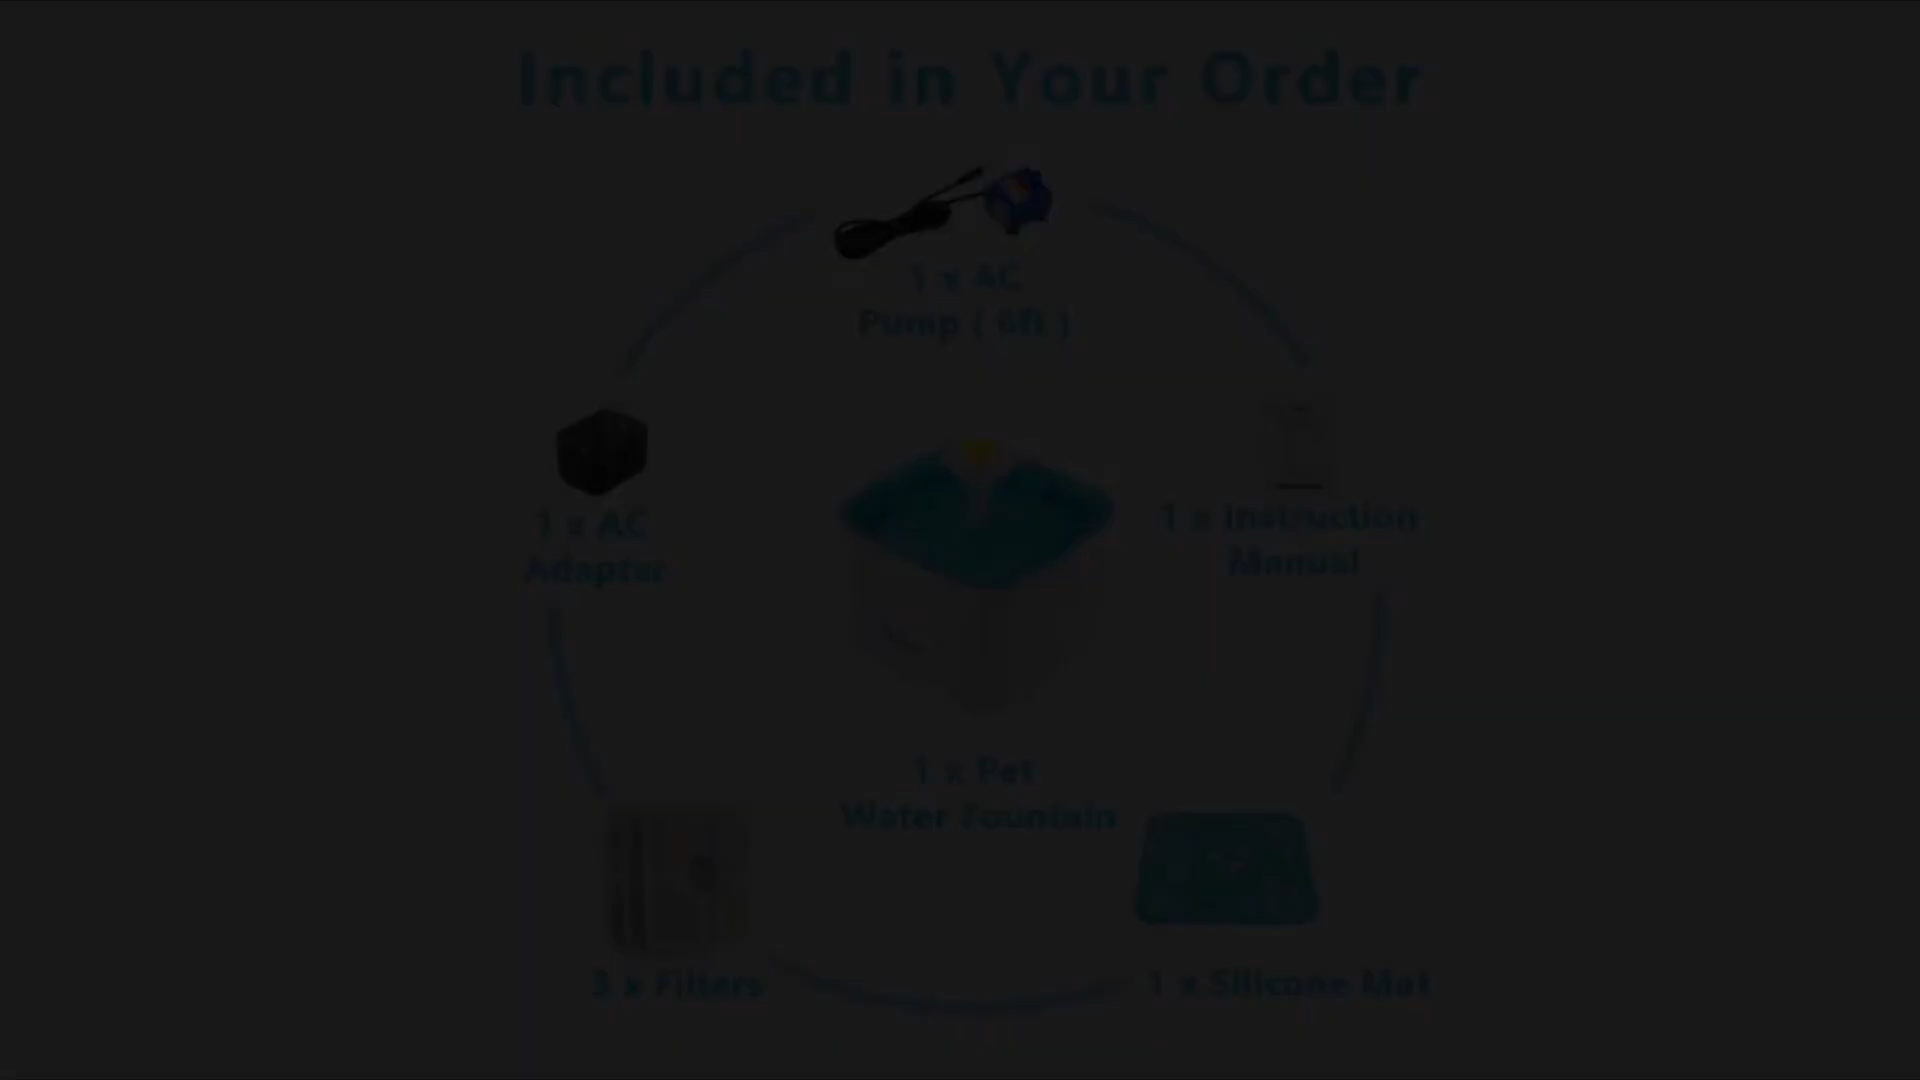 Included in Your Order
1 x AC
Pump ( 6ft )
1 x AC
Adapter
1 x Instruction
Manual
1 x Pet
Water Fountain
3 x Filters
1 x Silicone Mat